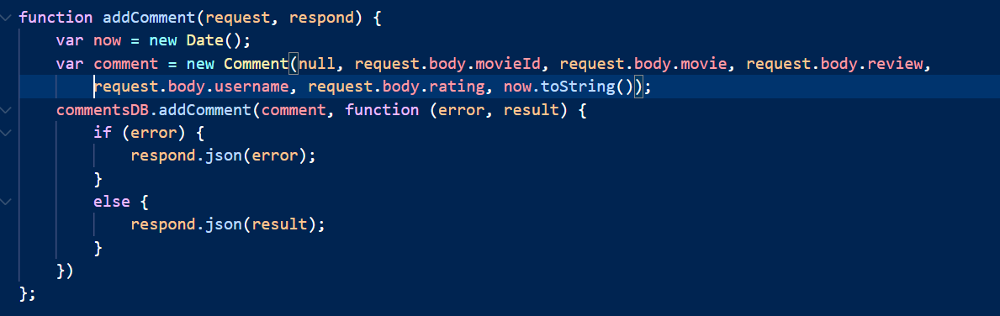 function addComment(request, respond) {
    var now = new Date();
    var comment = new Comment(null, request.body.movieId, request.body.movie, request.body.review,
        request.body.username, request.body.rating, now.toString());
    commentsDB.addComment(comment, function (error, result) {
        if (error) {
            respond.json(error);
        }
        else {
            respond.json(result);
        }
    })
};